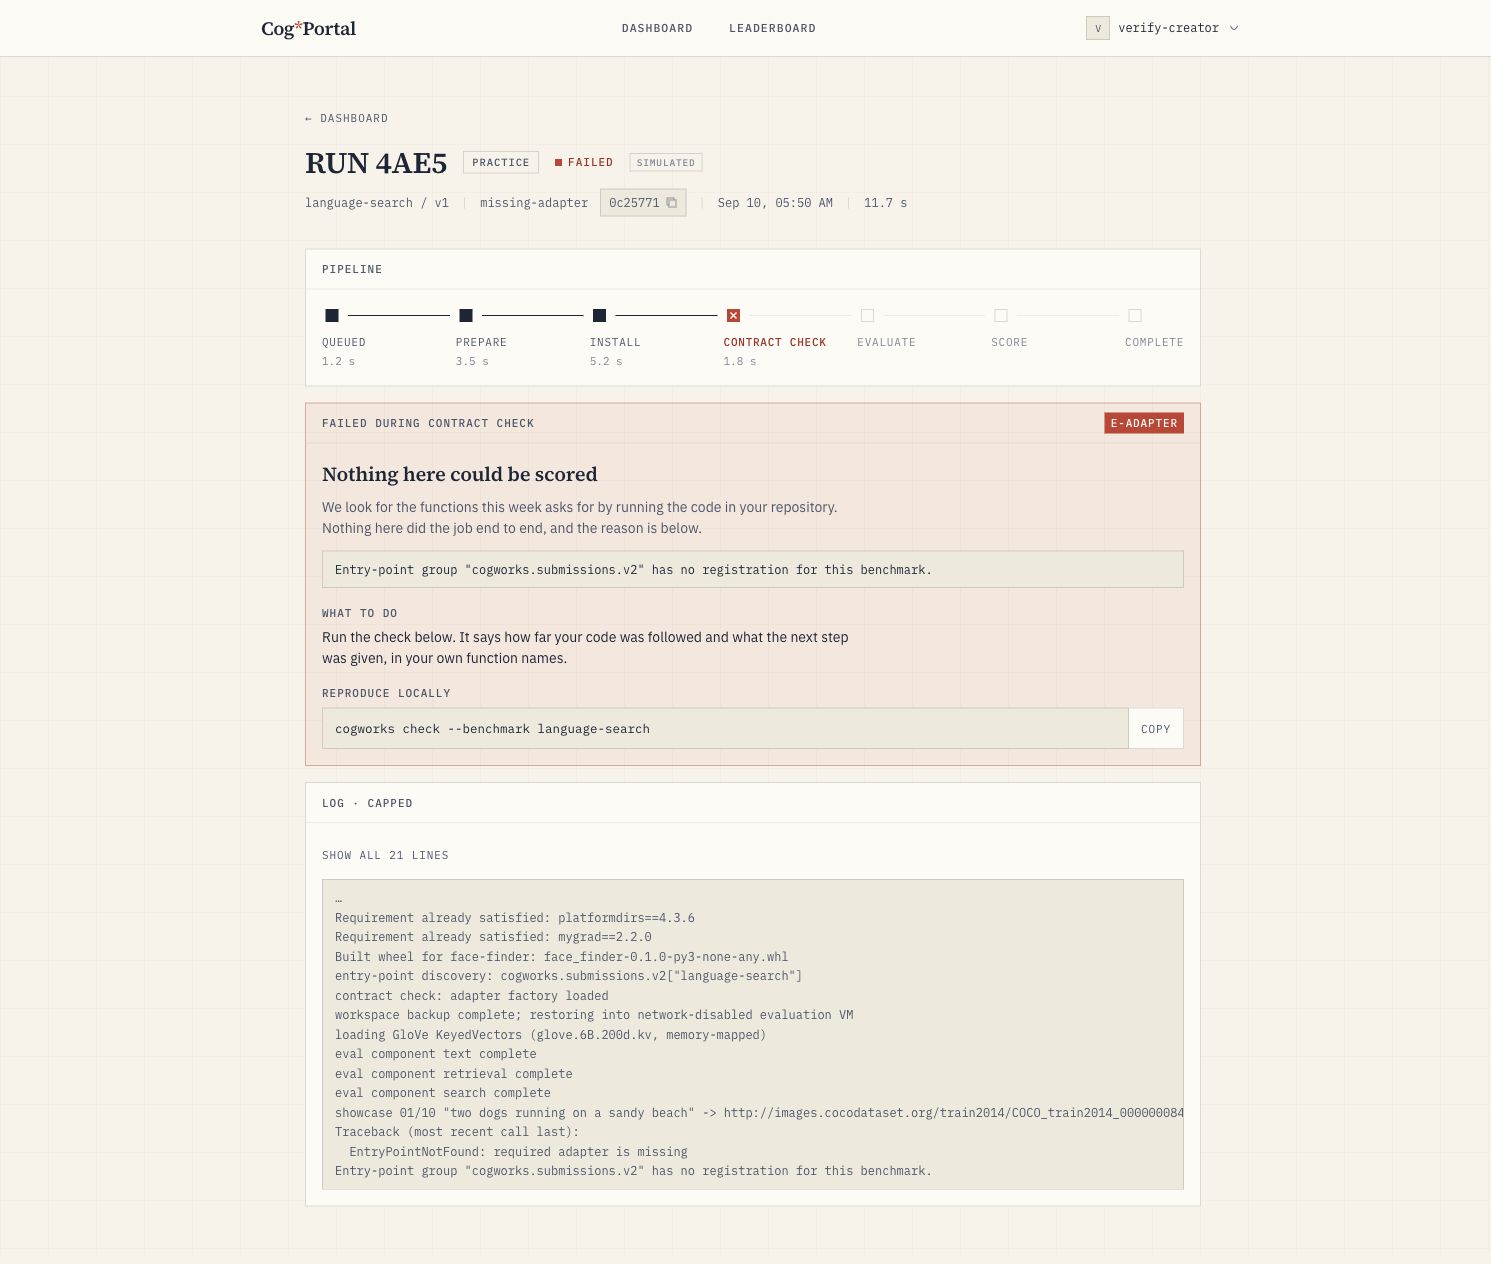 Cog*Portal
DASHBOARD
LEADERBOARD
V
verify-creator
← DASHBOARD
RUN 4AE5
PRACTICE
FAILED
SIMULATED
language-search / v1
missing-adapter
0c25771
Sep 10, 05:50 AM
11.7 s
PIPELINE
QUEUED
1.2 s
PREPARE
3.5 s
INSTALL
5.2 s
CONTRACT CHECK
1.8 s
EVALUATE
SCORE
COMPLETE
FAILED DURING CONTRACT CHECK
E-ADAPTER
Nothing here could be scored
We look for the functions this week asks for by running the code in your repository.
Nothing here did the job end to end, and the reason is below.
Entry-point group "cogworks.submissions.v2" has no registration for this benchmark.
WHAT TO DO
Run the check below. It says how far your code was followed and what the next step
was given, in your own function names.
REPRODUCE LOCALLY
cogworks check --benchmark language-search
COPY
LOG · CAPPED
SHOW ALL 21 LINES
…
Requirement already satisfied: platformdirs==4.3.6
Requirement already satisfied: mygrad==2.2.0
Built wheel for face-finder: face_finder-0.1.0-py3-none-any.whl
entry-point discovery: cogworks.submissions.v2["language-search"]
contract check: adapter factory loaded
workspace backup complete; restoring into network-disabled evaluation VM
loading GloVe KeyedVectors (glove.6B.200d.kv, memory-mapped)
eval component text complete
eval component retrieval complete
eval component search complete
showcase 01/10 "two dogs running on a sandy beach" -> http://images.cocodataset.org/train2014/COCO_train2014_000000084
Traceback (most recent call last):
EntryPointNotFound: required adapter is missing
Entry-point group "cogworks.submissions.v2" has no registration for this benchmark.